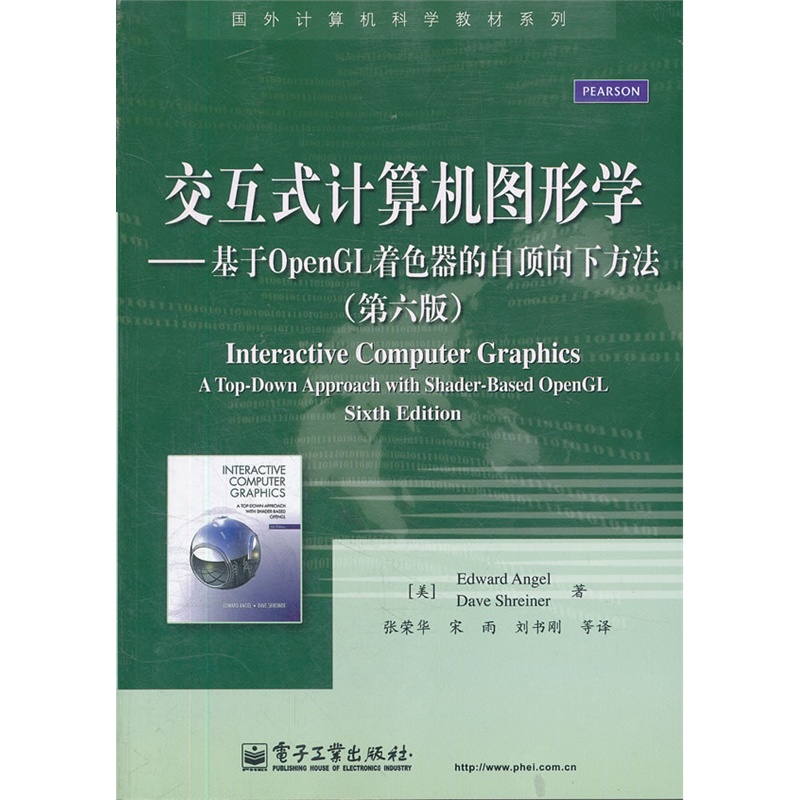 国外计算机科学教材系列
PEARSON
交互式计算机图形学
——基于OpenGL着色器的自顶向下方法
（第六版）
Interactive Computer Graphics
A Top-Down Approach with Shader-Based OpenGL
Sixth Edition
INTERACTIVE
COMPUTER
GRAPHICS
A TOP-DOWN APPROACH
WITH SHADER-BASED
OPENGL
EDWARD ANGEL • DAVE SHREINER
[美] Edward Angel
Dave Shreiner 著
张荣华 宋 雨 刘书刚 等译
電子工業出版社
PUBLISHING HOUSE OF ELECTRONICS INDUSTRY
http://www.phei.com.cn